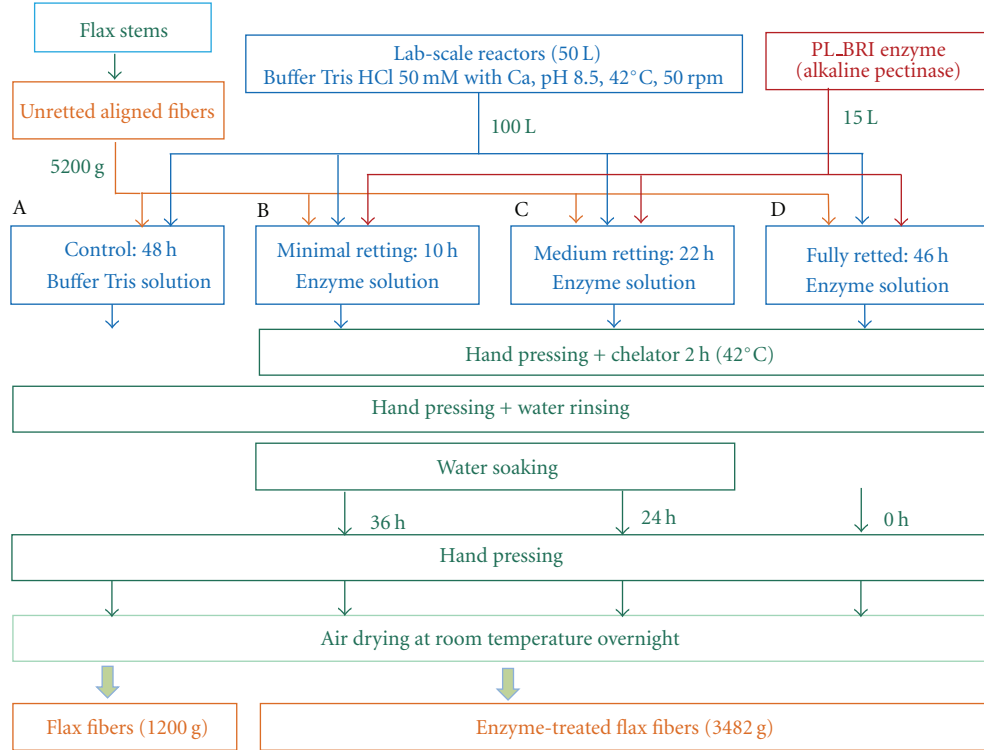 Flax stems
Lab-scale reactors (50 L)
Buffer Tris HCl 50 mM with Ca, pH 8.5, 42°C, 50 rpm
PL_BRI enzyme
(alkaline pectinase)
Unretted aligned fibers
100 L
15 L
5200 g
A
B
C
D
Control: 48 h
Buffer Tris solution
Minimal retting: 10 h
Enzyme solution
Medium retting: 22 h
Enzyme solution
Fully retted: 46 h
Enzyme solution
Hand pressing + chelator 2 h (42°C)
Hand pressing + water rinsing
Water soaking
36 h
24 h
0 h
Hand pressing
Air drying at room temperature overnight
Flax fibers (1200 g)
Enzyme-treated flax fibers (3482 g)